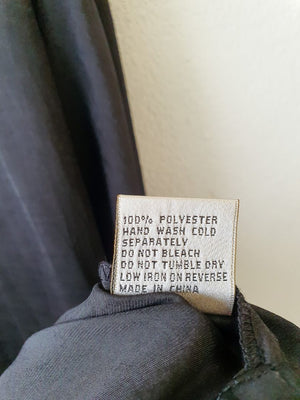 100% POLYESTER
HAND WASH COLD
SEPARATELY
DO NOT BLEACH
DO NOT TUMBLE DRY
LOW IRON ON REVERSE
MADE IN CHINA